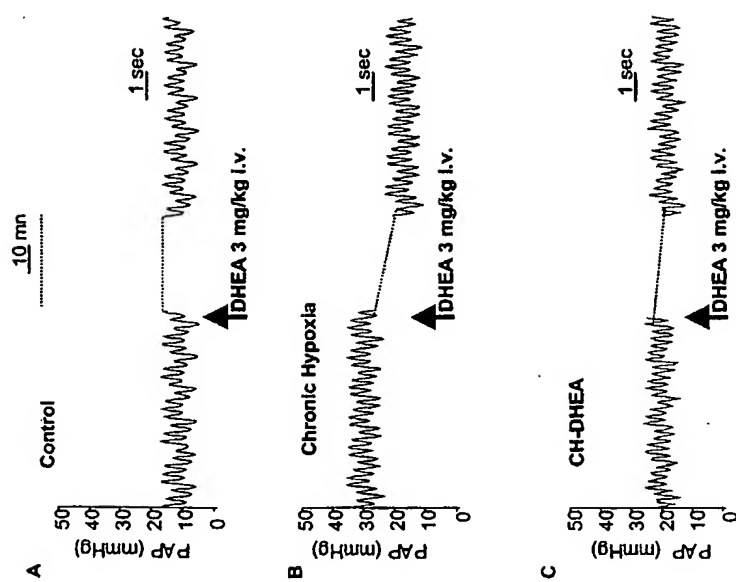 10 mn
A
Control
PAP
(mmHg)
50
40
30
20
10
0
1 sec
DHEA 3 mg/kg I.v.
B
Chronic Hypoxia
PAP
(mmHg)
50
40
30
20
10
0
1 sec
DHEA 3 mg/kg I.v.
C
CH-DHEA
PAP
(mmHg)
50
40
30
20
10
0
1 sec
DHEA 3 mg/kg I.v.